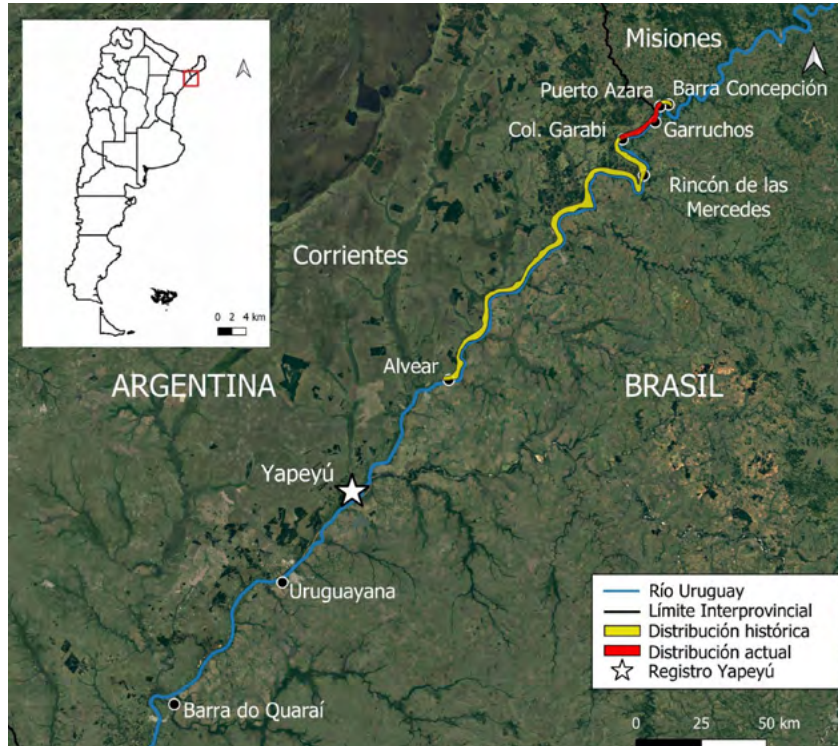 Misiones
Puerto Azara
Barra Concepción
Col. Garabi
Garruchos
Rincón de las
Mercedes
Corrientes
0 2 4 km
Alvear
ARGENTINA
BRASIL
Yapeyú
Uruguayana
Barra do Quaraí
Río Uruguay
Límite Interprovincial
Distribución histórica
Distribución actual
Registro Yapeyú
0 25 50 km